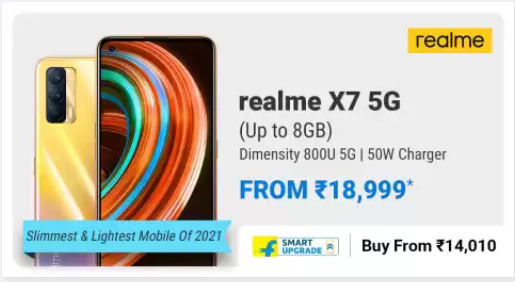 realme
realme X7 5G
(Up to 8GB)
Dimensity 800U 5G | 50W Charger
FROM ₹18,999*
Slimmest & Lightest Mobile Of 2021
SMART
UPGRADE
Buy From ₹14,010